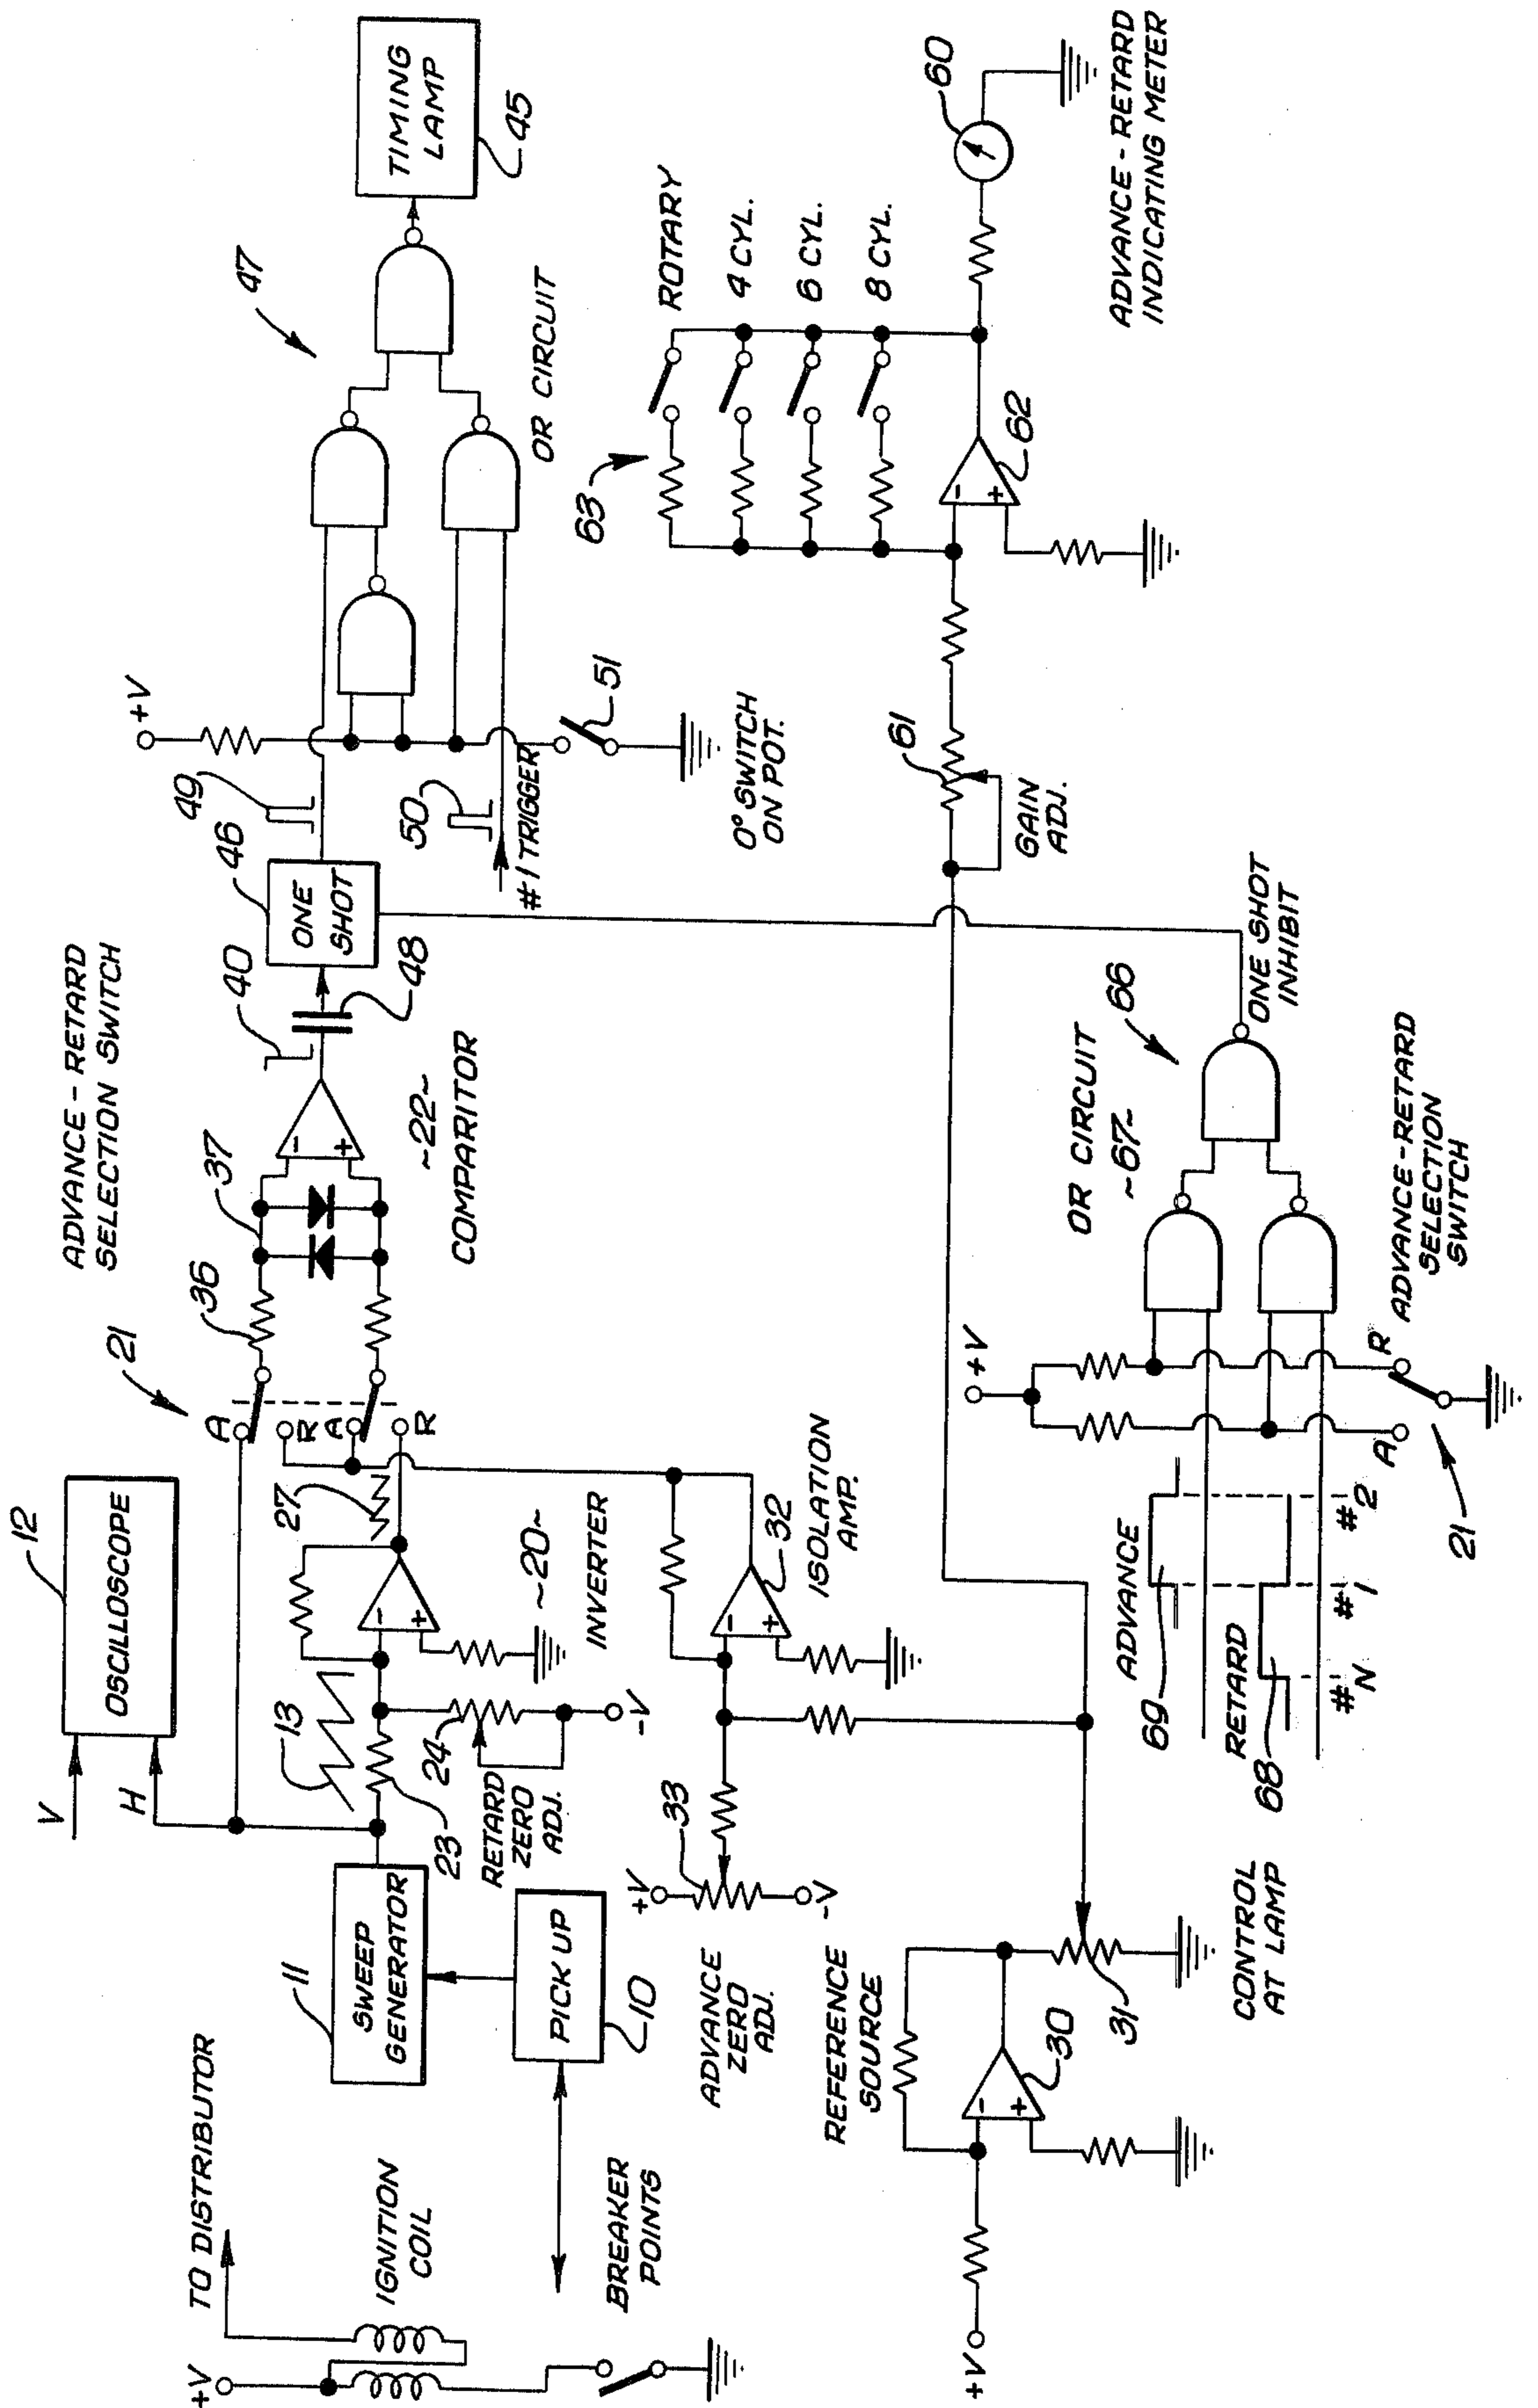 +V
TO DISTRIBUTOR
IGNITION
COIL
BREAKER
POINTS
11
SWEEP
GENERATOR
PICK UP
10
12
OSCILLOSCOPE
V
H
13
23
24
RETARD
ZERO
ADJ.
-V
27
~20~
INVERTER
21
A
R
A
R
ADVANCE-RETARD
SELECTION SWITCH
36
37
-
+
~22~
COMPARITOR
40
48
46
ONE
SHOT
49
50
#1 TRIGGER
+V
51
0° SWITCH
ON POT.
47
OR CIRCUIT
TIMING
LAMP
45
ADVANCE
ZERO
ADJ.
+V
33
-V
-
+
-
+
32
ISOLATION
AMP.
REFERENCE
SOURCE
+V
-
+
30
31
CONTROL
AT LAMP
61
GAIN
ADJ.
63
ROTARY
4 CYL.
6 CYL.
8 CYL.
-
+
62
60
ADVANCE-RETARD
INDICATING METER
ADVANCE
69
RETARD
68
#N
#1
#2
+V
A
R
21
ADVANCE-RETARD
SELECTION
SWITCH
OR CIRCUIT
~67~
66
ONE SHOT
INHIBIT